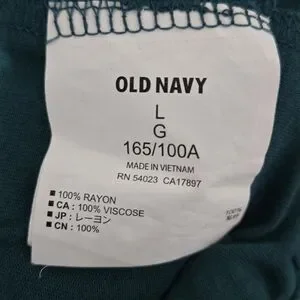 OLD NAVY
L
G
165/100A
MADE IN VIETNAM
RN 54023 CA17897
■ 100% RAYON
■ CA : 100% VISCOSE
■ JP : レーヨン
■ CN : 100%